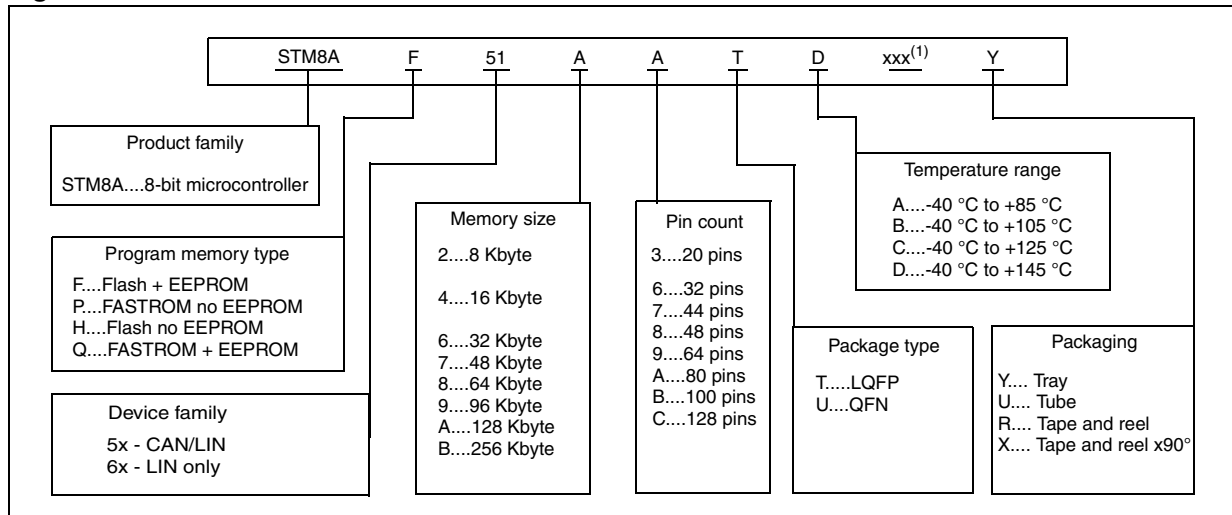 STM8A F 51 A A T D xxx(1) Y
Product family
STM8A....8-bit microcontroller
Program memory type
F....Flash + EEPROM
P....FASTROM no EEPROM
H....Flash no EEPROM
Q....FASTROM + EEPROM
Device family
5x - CAN/LIN
6x - LIN only
Memory size
2....8 Kbyte
4....16 Kbyte
6....32 Kbyte
7....48 Kbyte
8....64 Kbyte
9....96 Kbyte
A....128 Kbyte
B....256 Kbyte
Pin count
3....20 pins
6....32 pins
7....44 pins
8....48 pins
9....64 pins
A....80 pins
B....100 pins
C....128 pins
Package type
T.....LQFP
U....QFN
Temperature range
A....-40 °C to +85 °C
B....-40 °C to +105 °C
C....-40 °C to +125 °C
D....-40 °C to +145 °C
Packaging
Y.... Tray
U.... Tube
R.... Tape and reel
X.... Tape and reel x90°